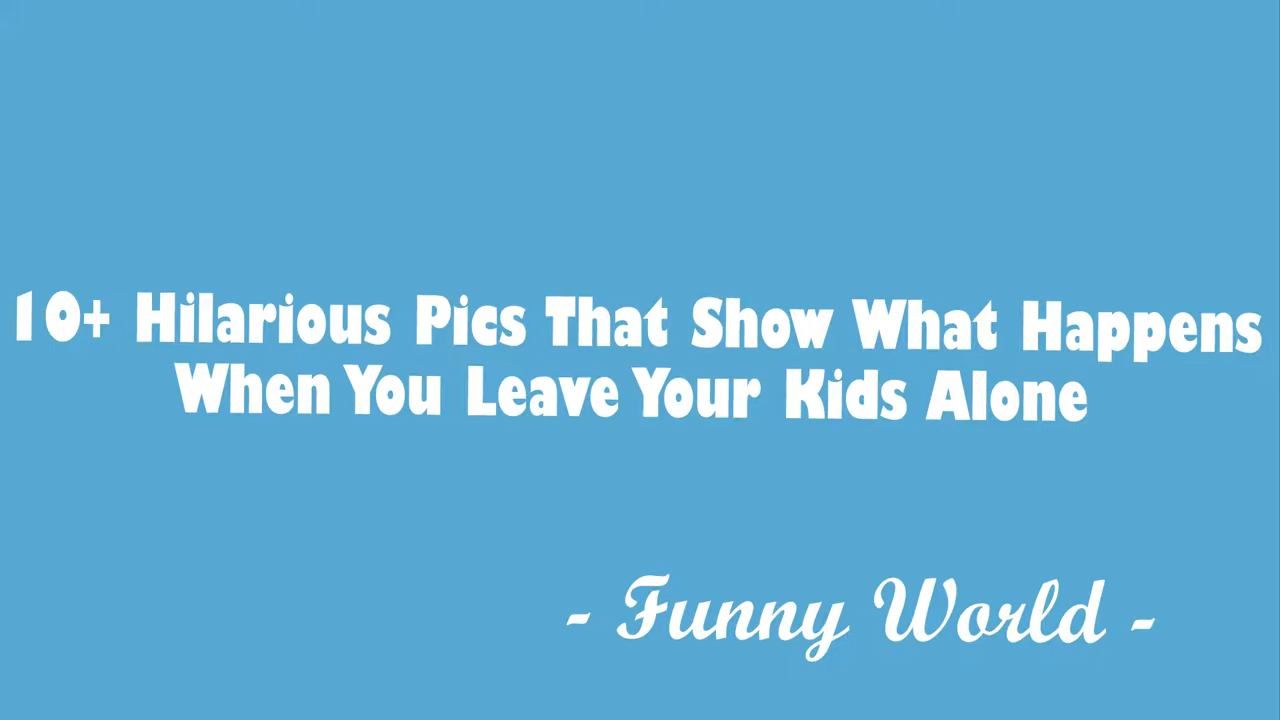 10+ Hilarious Pics That Show What Happens
When You Leave Your Kids Alone
- Funny World -